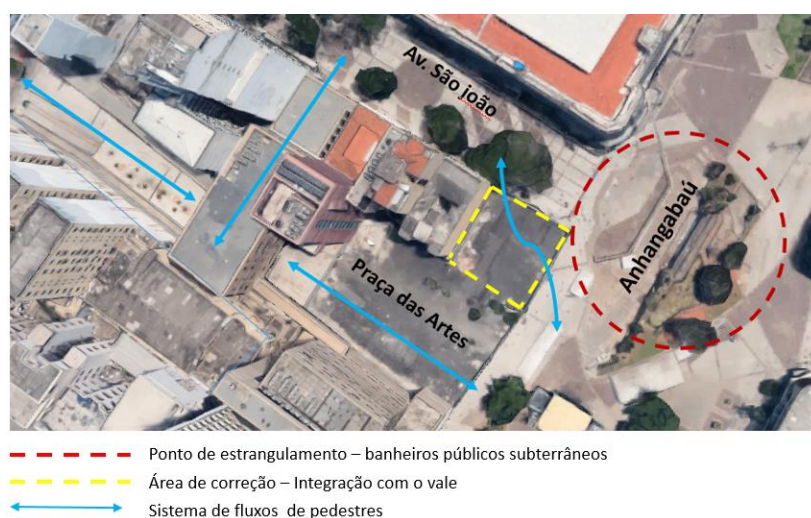 Av. São joão
Anhangabaú
Praça das Artes
Ponto de estrangulamento – banheiros públicos subterrâneos
Área de correção – Integração com o vale
Sistema de fluxos de pedestres